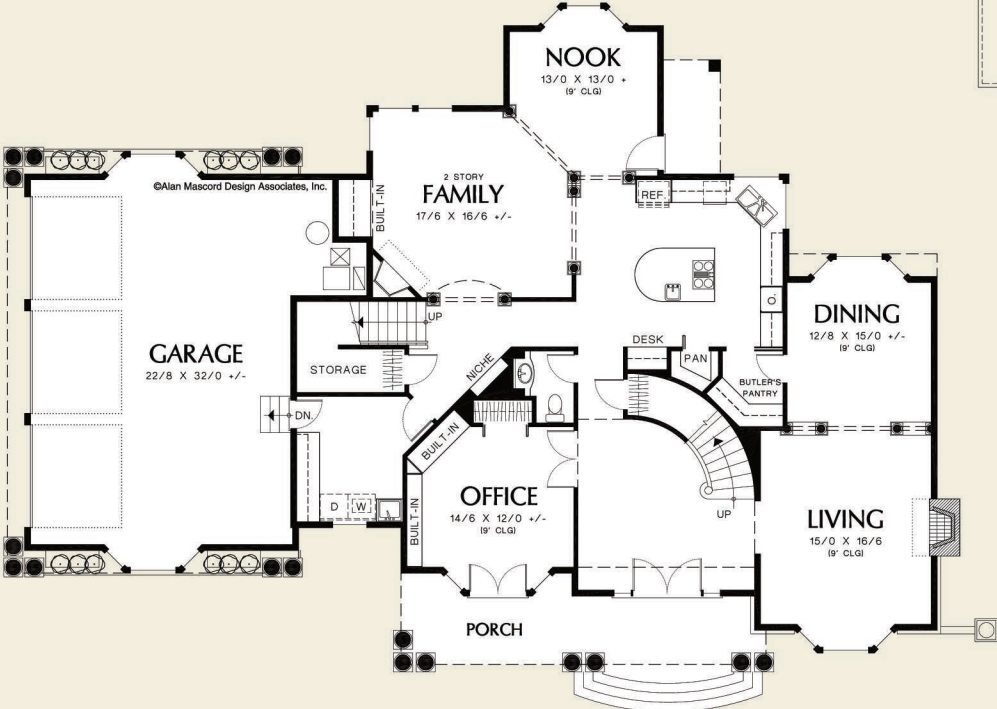 NOOK
13/0 X 13/0 +
(9' CLG)
©Alan Mascord Design Associates, Inc.
2 STORY
FAMILY
17/6 X 16/6 +/-
BUILT-IN
REF.
UP
DINING
12/8 X 15/0 +/-
(9' CLG)
GARAGE
22/8 X 32/0 +/-
STORAGE
NICHE
DESK
PAN
BUTLER'S
PANTRY
DN.
BUILT-IN
BUILT-IN
D
W
OFFICE
14/6 X 12/0 +/-
(9' CLG)
UP
LIVING
15/0 X 16/6
(9' CLG)
PORCH